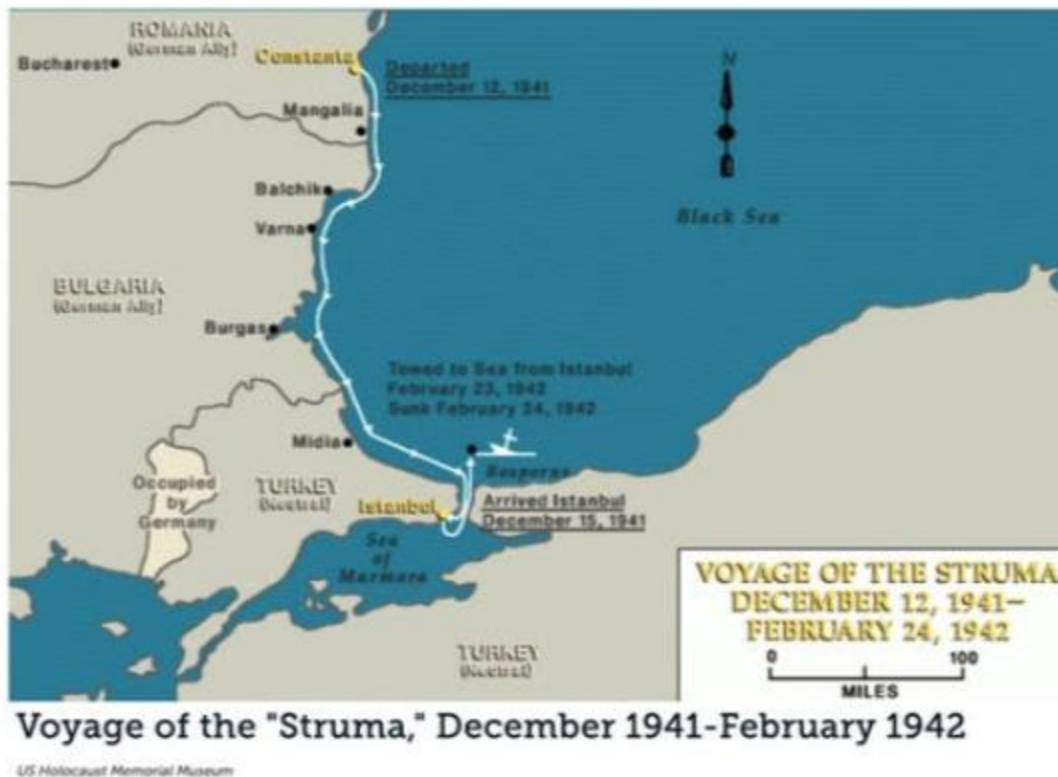 ROMANIA
(German Ally)
Bucharest
Constanta
Departed
December 12, 1941
N
Mangalia
Balchik
Black Sea
Varna
BULGARIA
(German Ally)
Burgas
Towed to Sea from Istanbul
February 23, 1942
Sunk February 24, 1942
Midia
Bosporus
Occupied
by
Germany
TURKEY
(Neutral)
Istanbul
Arrived Istanbul
December 15, 1941
Sea
of
Marmara
VOYAGE OF THE STRUMA
DECEMBER 12, 1941–
FEBRUARY 24, 1942
0 100
MILES
TURKEY
(Neutral)
Voyage of the "Struma," December 1941-February 1942
US Holocaust Memorial Museum